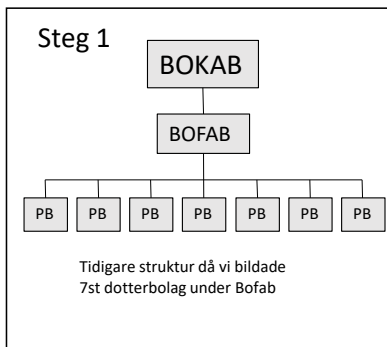 Steg 1
BOKAB
BOFAB
PB PB PB PB PB PB PB
Tidigare struktur då vi bildade
7st dotterbolag under Bofab